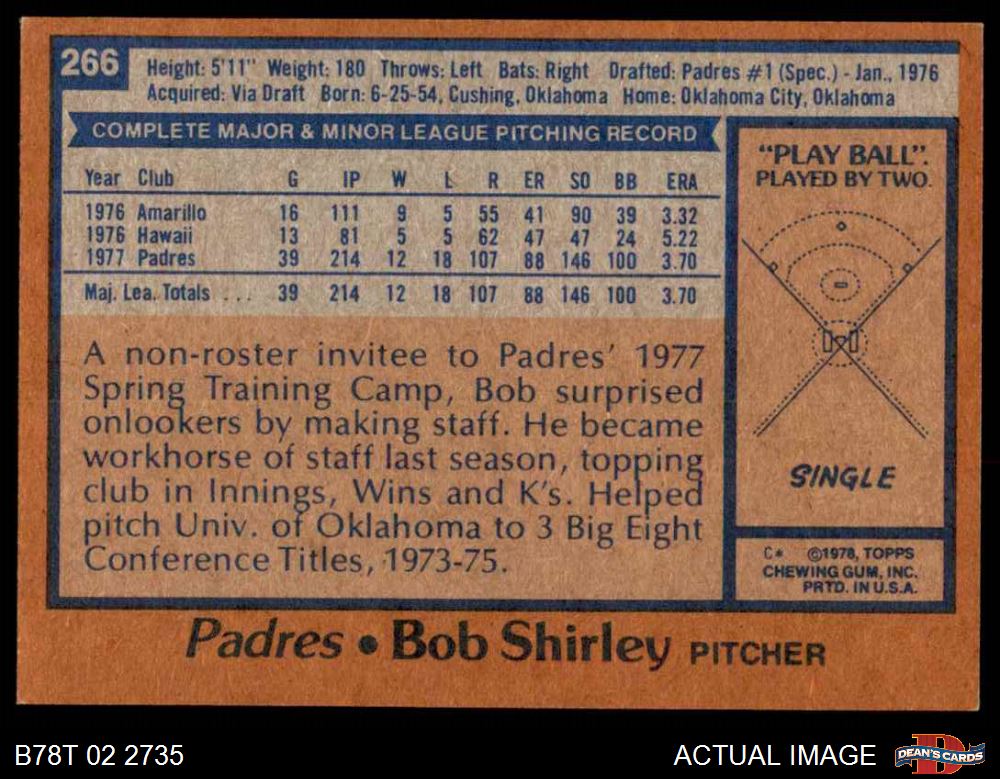 266
Height: 5'11" Weight: 180 Throws: Left Bats: Right Drafted: Padres #1 (Spec.) - Jan., 1976
Acquired: Via Draft Born: 6-25-54, Cushing, Oklahoma Home: Oklahoma City, Oklahoma
COMPLETE MAJOR & MINOR LEAGUE PITCHING RECORD
Year Club G IP W L R ER SO BB ERA
1976 Amarillo 16 111 9 5 55 41 90 39 3.32
1976 Hawaii 13 81 5 5 62 47 47 24 5.22
1977 Padres 39 214 12 18 107 88 146 100 3.70
Maj. Lea. Totals ... 39 214 12 18 107 88 146 100 3.70
A non-roster invitee to Padres' 1977
Spring Training Camp, Bob surprised
onlookers by making staff. He became
workhorse of staff last season, topping
club in Innings, Wins and K's. Helped
pitch Univ. of Oklahoma to 3 Big Eight
Conference Titles, 1973-75.
"PLAY BALL".
PLAYED BY TWO.
SINGLE
C* ©1978, TOPPS
CHEWING GUM, INC.
PRTD. IN U.S.A.
Padres • Bob Shirley PITCHER
B78T 02 2735
ACTUAL IMAGE
D
DEAN'S CARDS